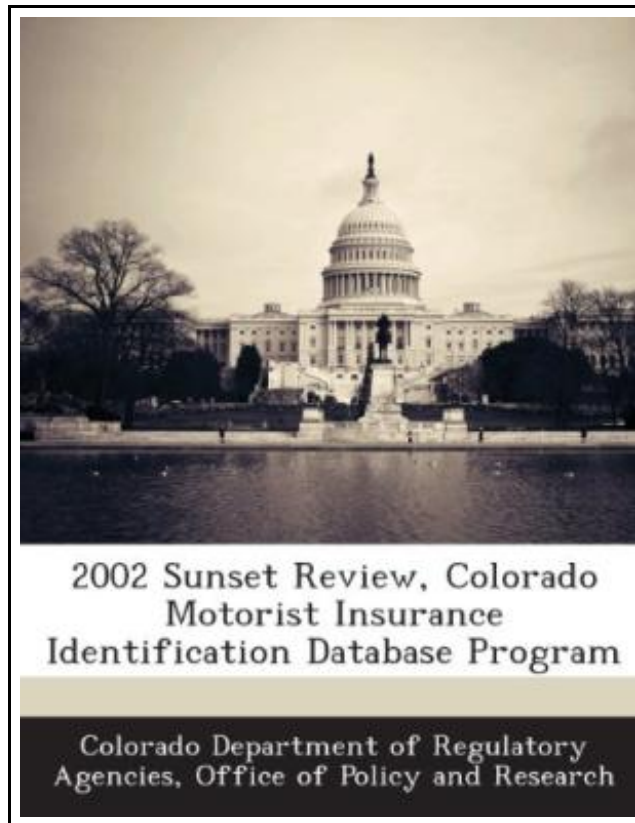 2002 Sunset Review, Colorado
Motorist Insurance
Identification Database Program
Colorado Department of Regulatory
Agencies, Office of Policy and Research